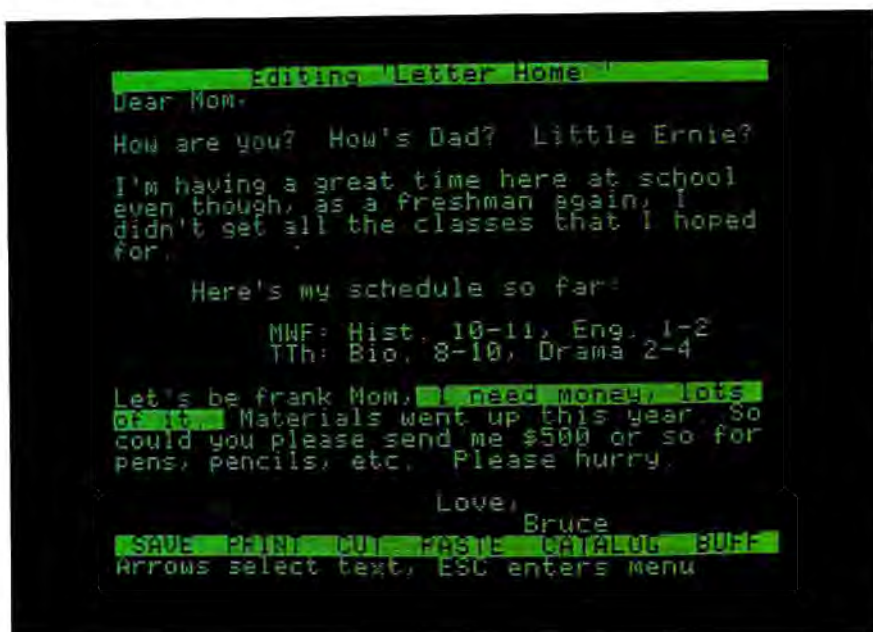 Editing "Letter Home"
Dear Mom,
How are you? How's Dad? Little Ernie?
I'm having a great time here at school
even though, as a freshman again, I
didn't get all the classes that I hoped
for.
Here's my schedule so far:
MWF: Hist. 10-11, Eng. 1-2
TTh: Bio. 8-10, Drama 2-4
Let's be frank Mom, I need money, lots
of it. Materials went up this year. So
could you please send me $500 or so for
pens, pencils, etc. Please hurry.
Love,
Bruce
SAVE PRINT CUT PASTE CATALOG BUFF
Arrows select text, ESC enters menu